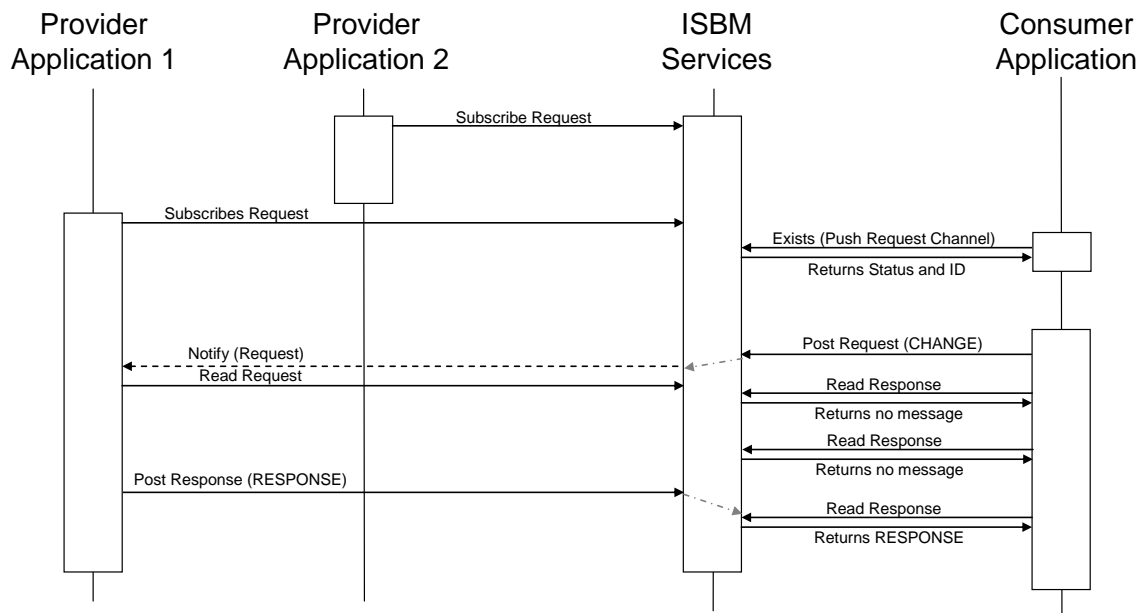 Provider
Application 1
Provider
Application 2
ISBM
Services
Consumer
Application
Subscribe Request
Subscribes Request
Exists (Push Request Channel)
Returns Status and ID
Post Request (CHANGE)
Notify (Request)
Read Request
Read Response
Returns no message
Read Response
Returns no message
Post Response (RESPONSE)
Read Response
Returns RESPONSE